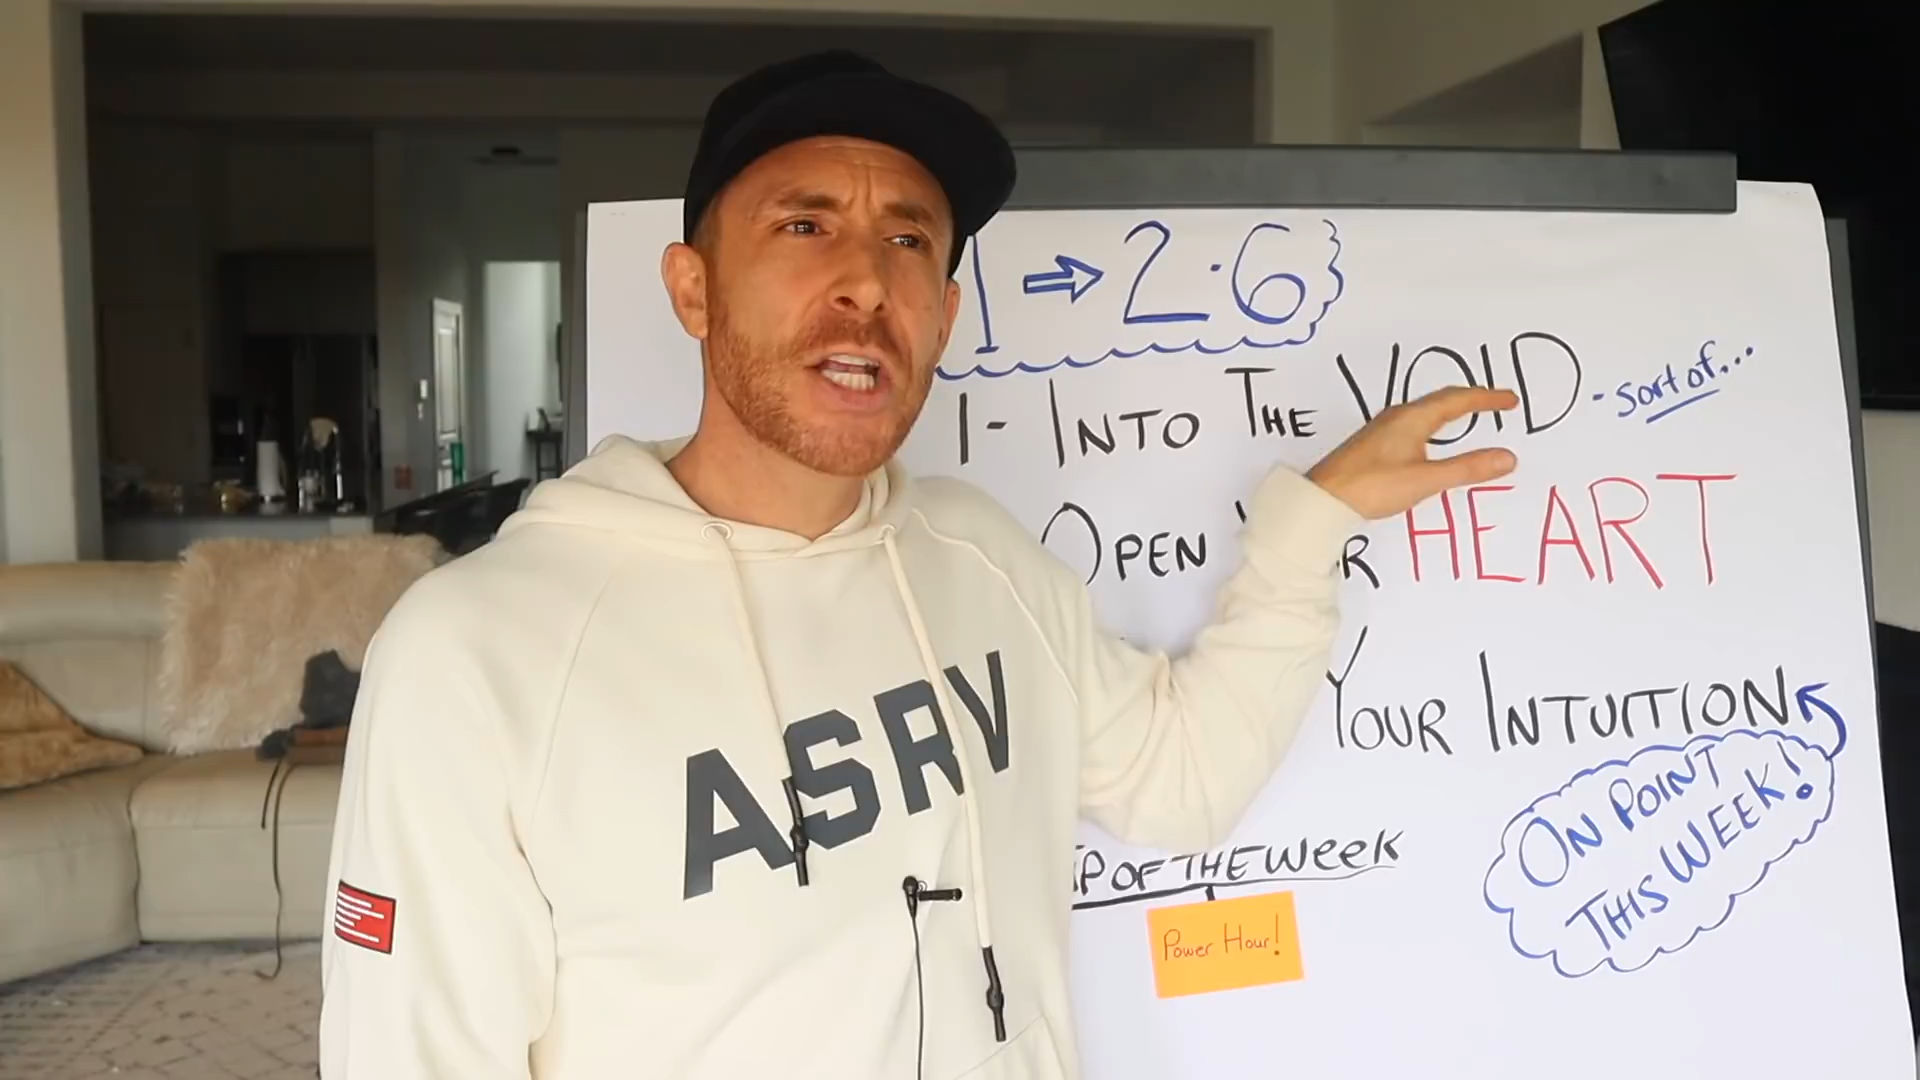 1 ⇒ 2.6
1- INTO THE VOID - sort of...
OPEN HEART
YOUR INTUITION
ON POINT
THIS WEEK!
OF THE WEEK
Power Hour!
ASRV